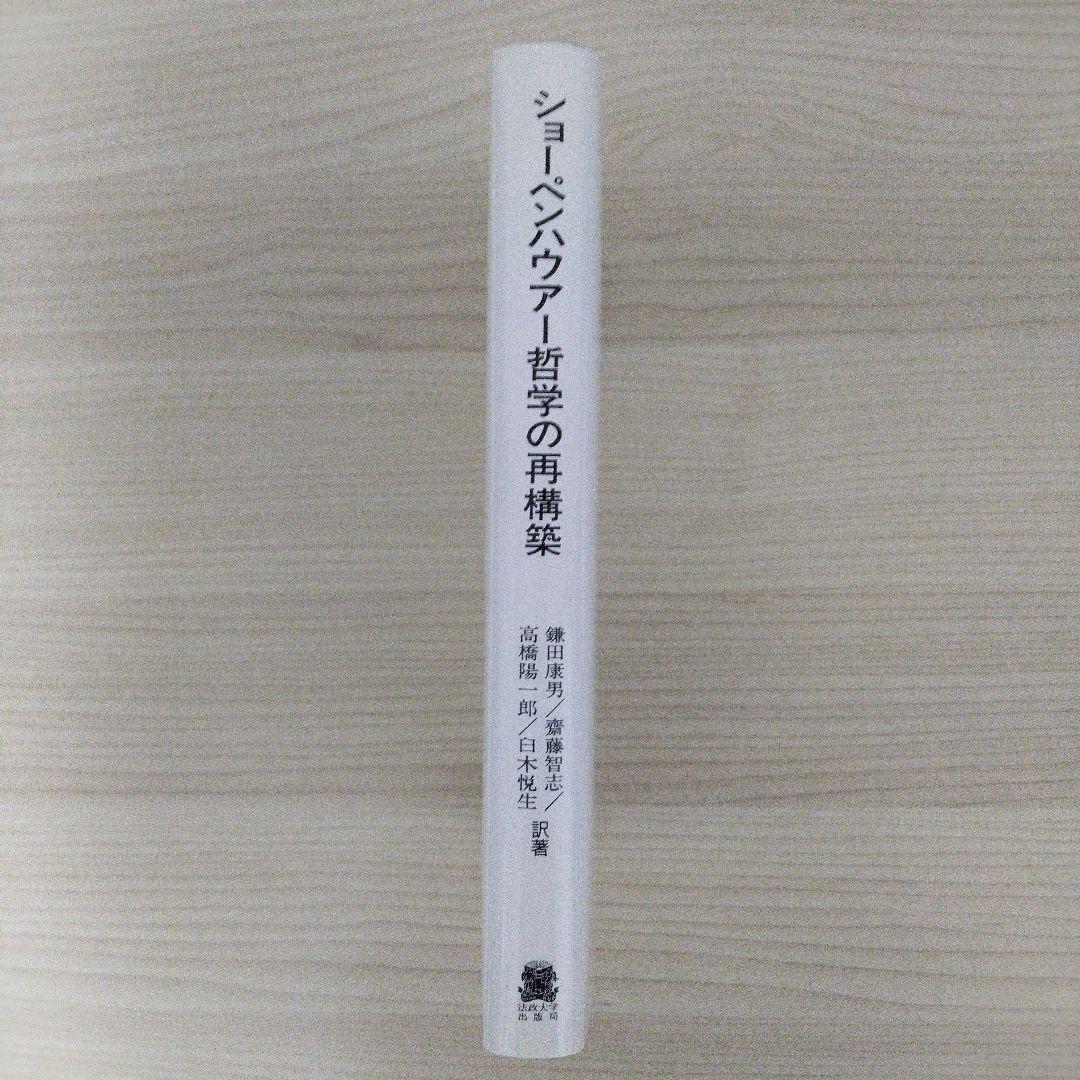 ショーペンハウアー哲学の再構築
鎌田康男／齋藤智志／
高橋陽一郎／臼木悦生
訳著
法政大学
出版局